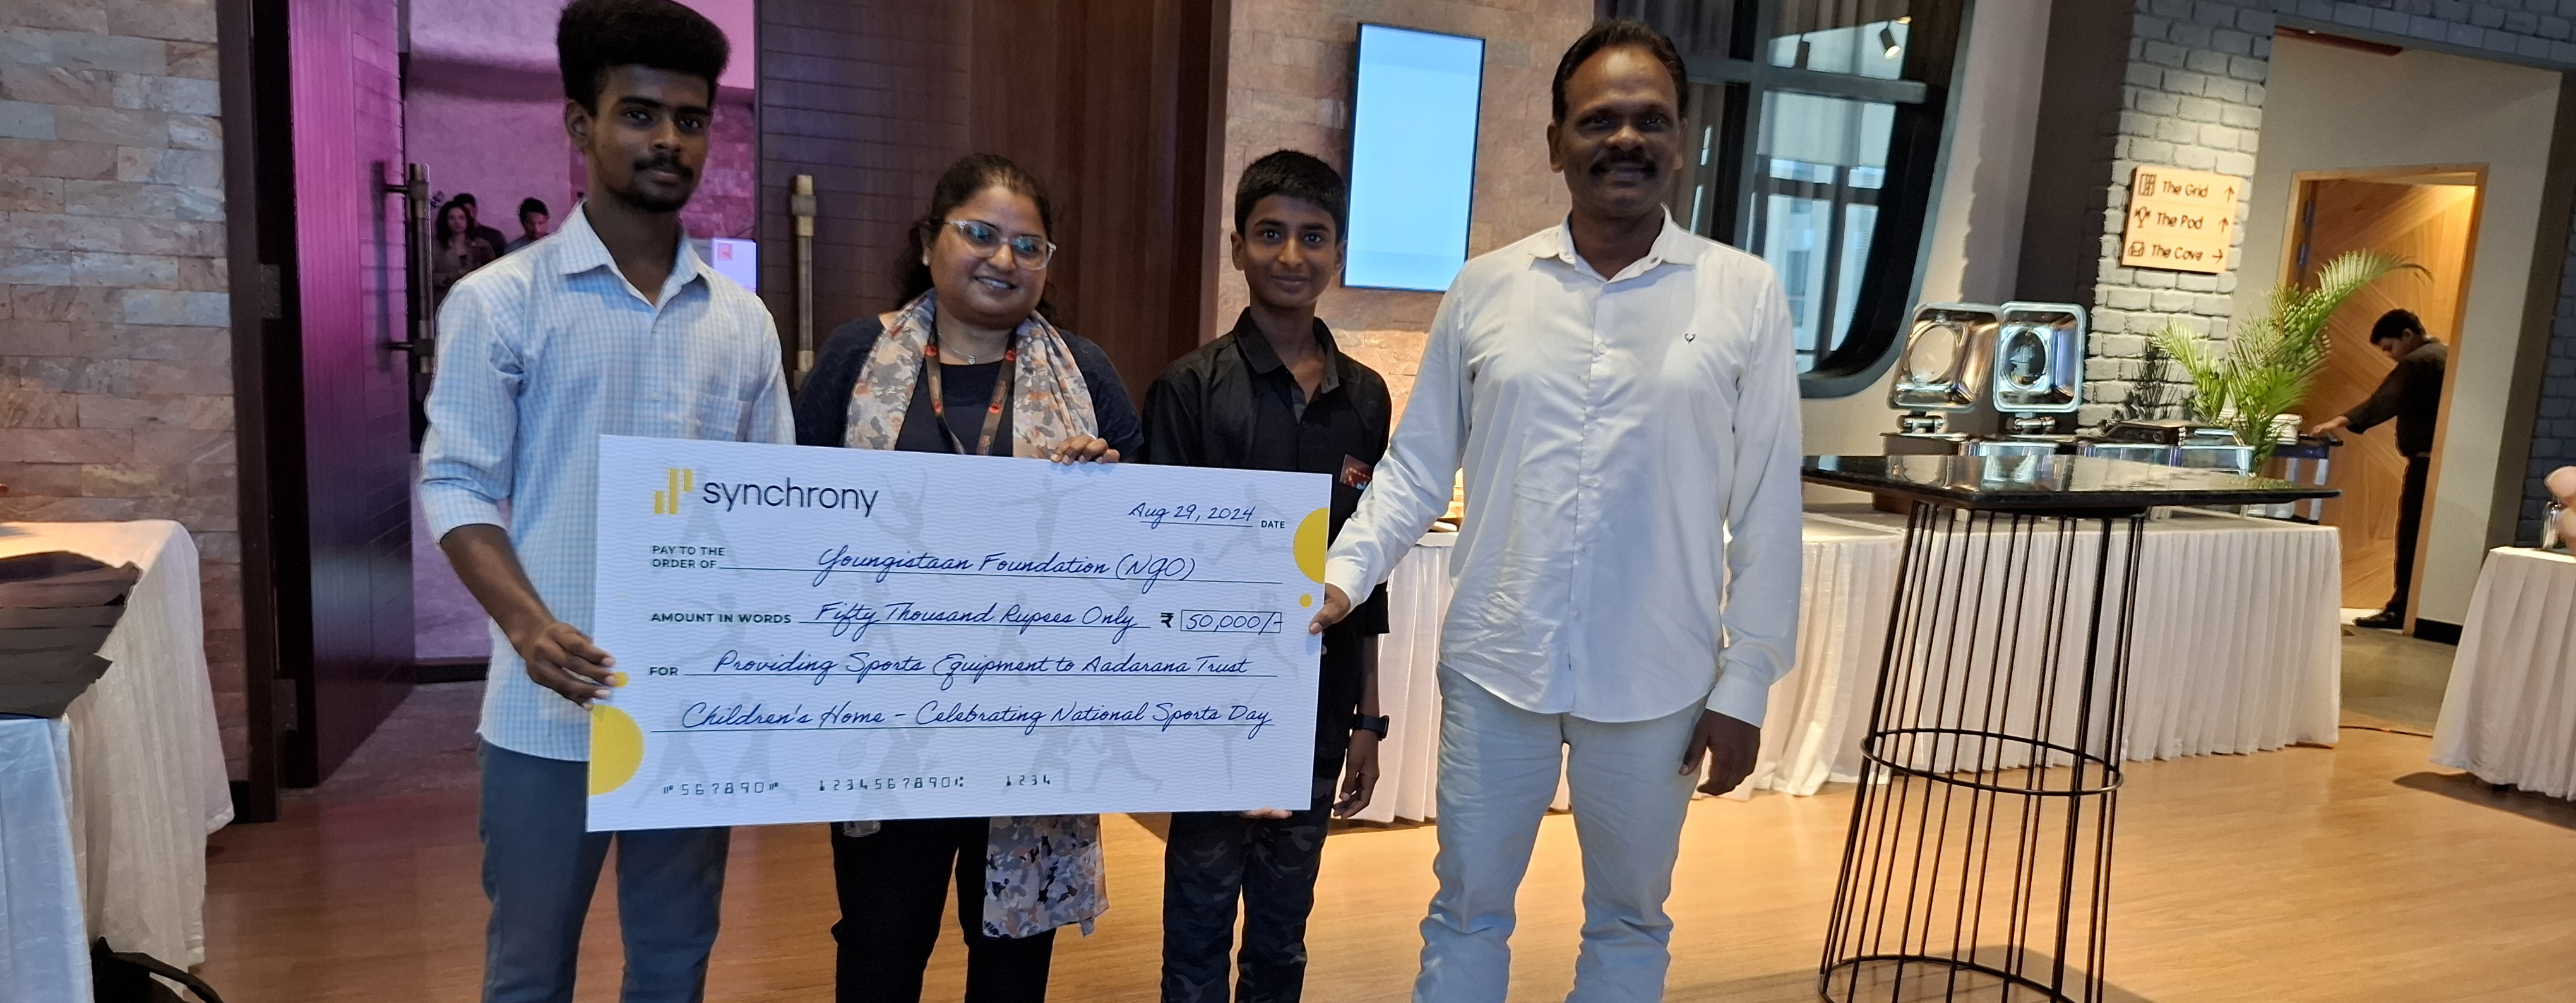 synchrony
Aug 29, 2024 DATE
PAY TO THE
ORDER OF Youngistaan Foundation (NGO)
AMOUNT IN WORDS Fifty Thousand Rupees Only ₹ 50,000/-
FOR Providing Sports Equipment to Aadarana Trust
Children's Home - Celebrating National Sports Day
⑈567890⑈ 1234567890⑆ 1234
The Grid ↑
The Pod ↑
The Cove →